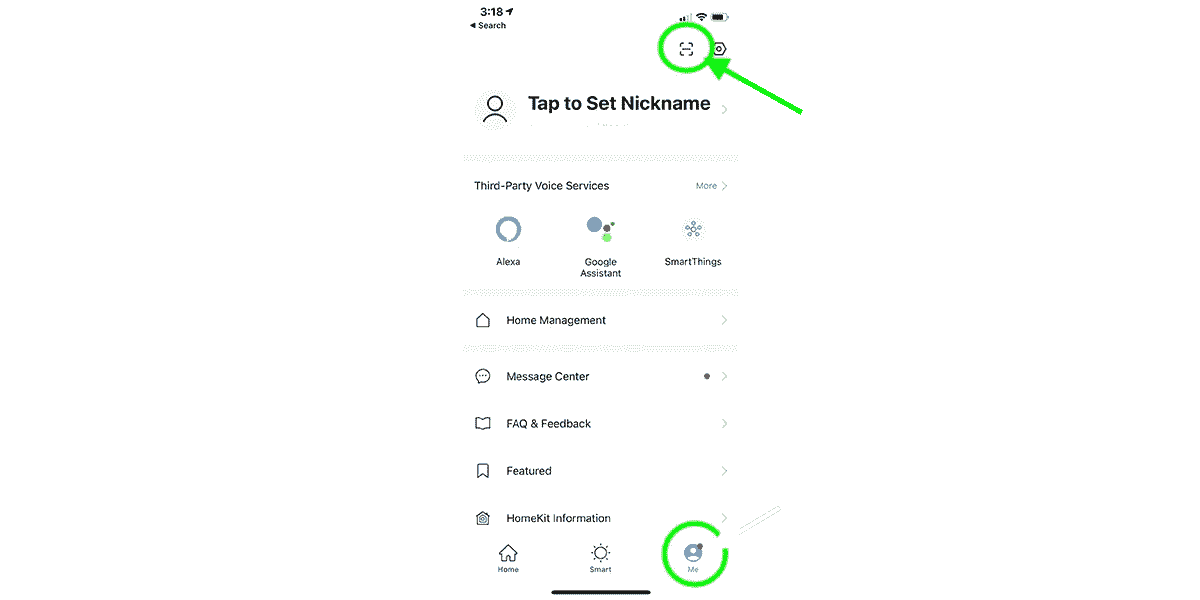 3:18
◀ Search
Tap to Set Nickname
Third-Party Voice Services
More
Alexa
Google
Assistant
SmartThings
Home Management
Message Center
FAQ & Feedback
Featured
HomeKit Information
Home
Smart
Me